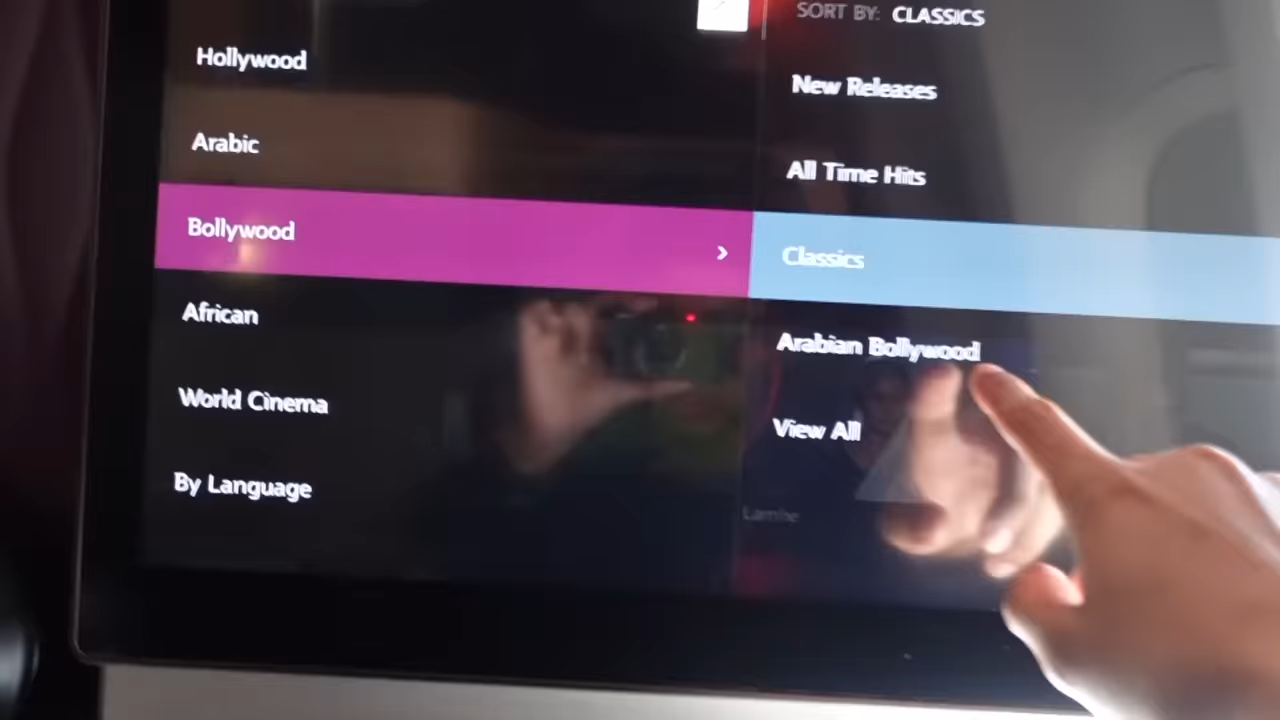 Hollywood
Arabic
Bollywood
African
World Cinema
By Language
SORT BY: CLASSICS
New Releases
All Time Hits
Classics
Arabian Bollywood
View All
Lamhe